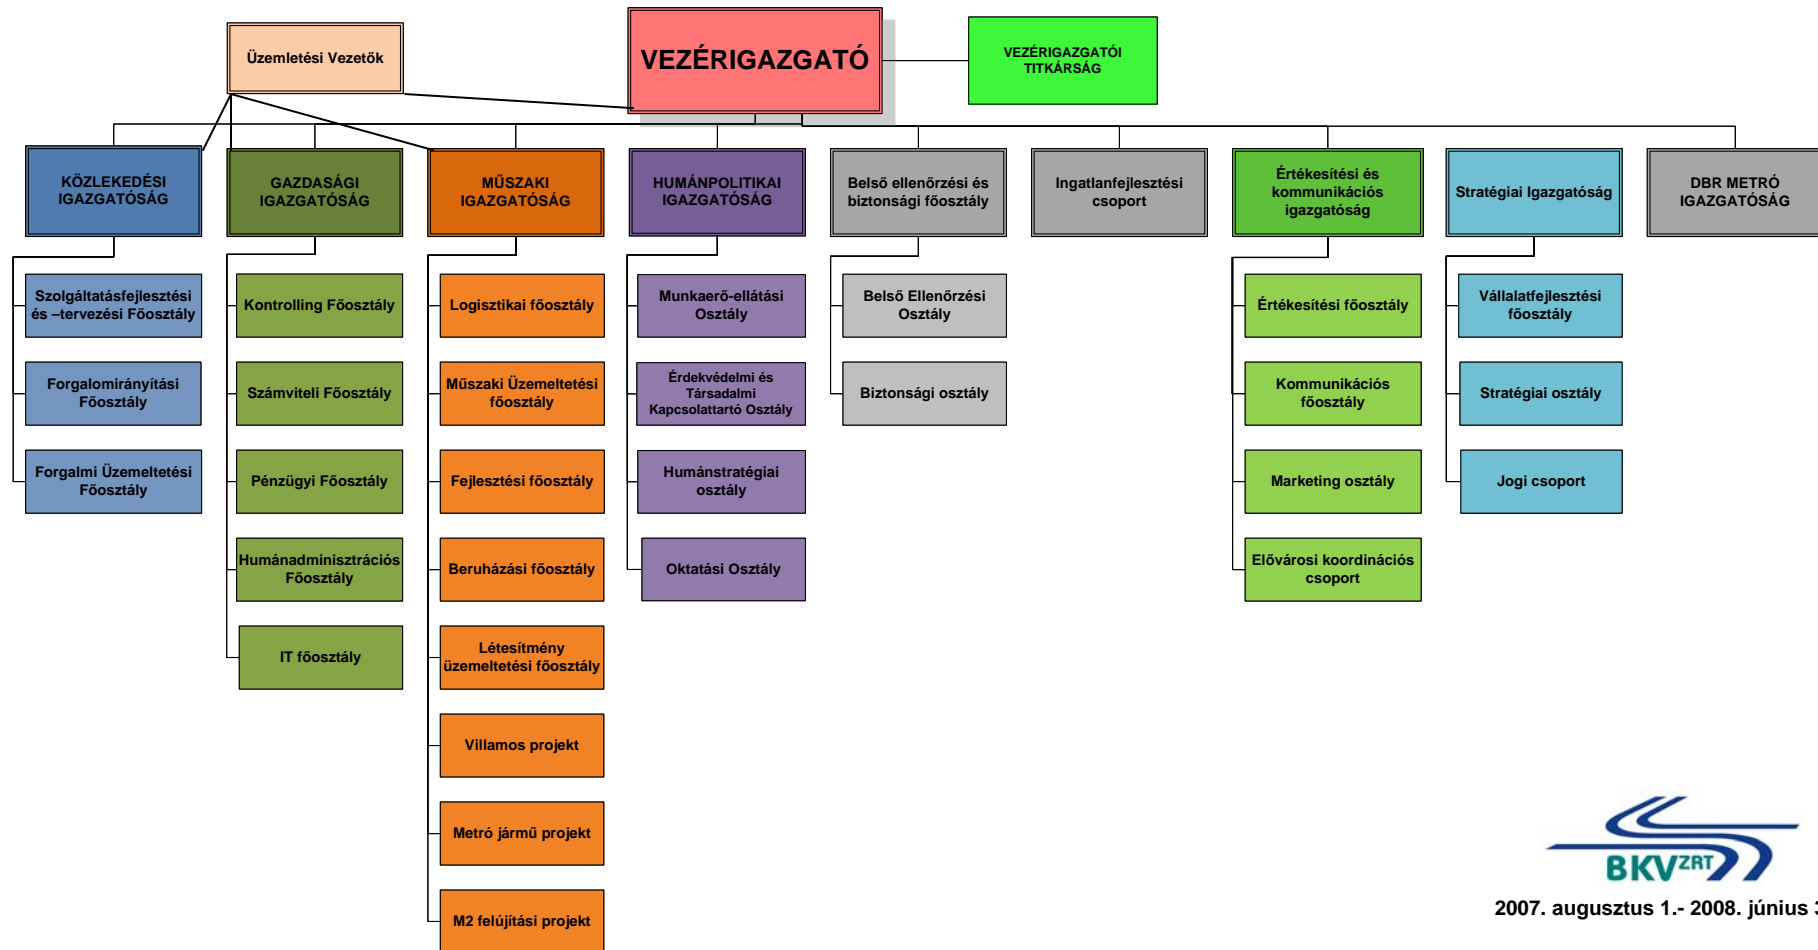 Üzemletési Vezetők
VEZÉRIGAZGATÓ
VEZÉRIGAZGATÓI
TITKÁRSÁG
KÖZLEKEDÉSI
IGAZGATÓSÁG
GAZDASÁGI
IGAZGATÓSÁG
MŰSZAKI
IGAZGATÓSÁG
HUMÁNPOLITIKAI
IGAZGATÓSÁG
Belső ellenőrzési és
biztonsági főosztály
Ingatlanfejlesztési
csoport
Értékesítési és
kommunikációs
igazgatóság
Stratégiai Igazgatóság
DBR METRÓ
IGAZGATÓSÁG
Szolgáltatásfejlesztési
és –tervezési Főosztály
Forgalomirányítási
Főosztály
Forgalmi Üzemeltetési
Főosztály
Kontrolling Főosztály
Számviteli Főosztály
Pénzügyi Főosztály
Humánadminisztrációs
Főosztály
IT főosztály
Logisztikai főosztály
Műszaki Üzemeltetési
főosztály
Fejlesztési főosztály
Beruházási főosztály
Létesítmény
üzemeltetési főosztály
Villamos projekt
Metró jármű projekt
M2 felújítási projekt
Munkaerő-ellátási
Osztály
Érdekvédelmi és
Társadalmi
Kapcsolattartó Osztály
Humánstratégiai
osztály
Oktatási Osztály
Belső Ellenőrzési
Osztály
Biztonsági osztály
Értékesítési főosztály
Kommunikációs
főosztály
Marketing osztály
Elővárosi koordinációs
csoport
Vállalatfejlesztési
főosztály
Stratégiai osztály
Jogi csoport
BKV ZRT
2007. augusztus 1.- 2008. június